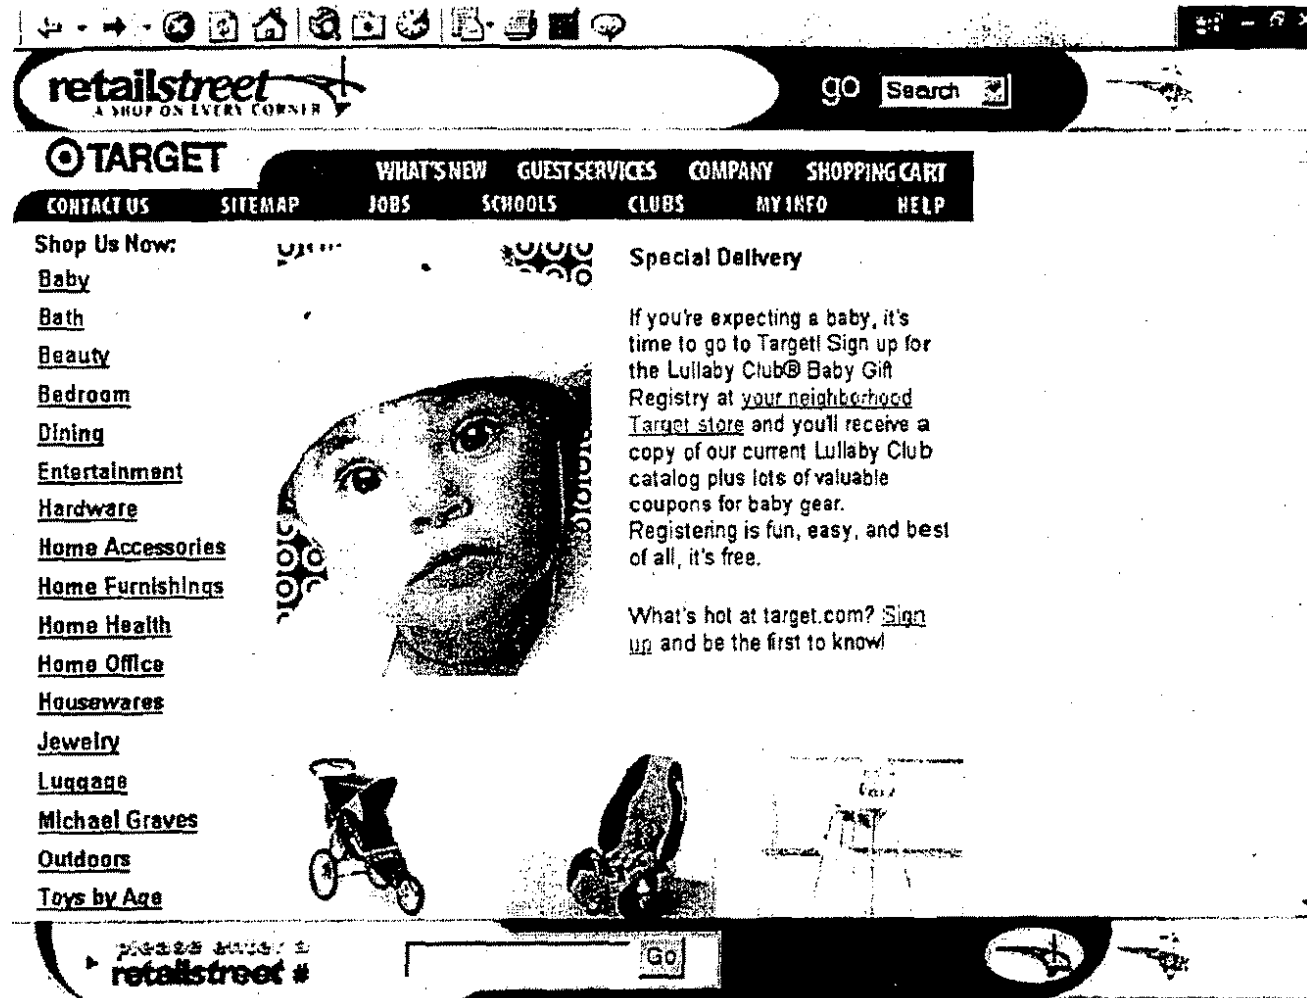 retailstreet
A SHOP ON EVERY CORNER
go Search
TARGET
WHAT'S NEW GUEST SERVICES COMPANY SHOPPING CART
CONTACT US SITEMAP JOBS SCHOOLS CLUBS MY INFO HELP
Shop Us Now:
Baby
Bath
Beauty
Bedroom
Dining
Entertainment
Hardware
Home Accessories
Home Furnishings
Home Health
Home Office
Housewares
Jewelry
Luggage
Michael Graves
Outdoors
Toys by Age
Special Delivery
If you're expecting a baby, it's
time to go to Target! Sign up for
the Lullaby Club® Baby Gift
Registry at your neighborhood
Target store and you'll receive a
copy of our current Lullaby Club
catalog plus lots of valuable
coupons for baby gear.
Registering is fun, easy, and best
of all, it's free.
What's hot at target.com? Sign
up and be the first to know!
please enter a
retailstreet #
Go